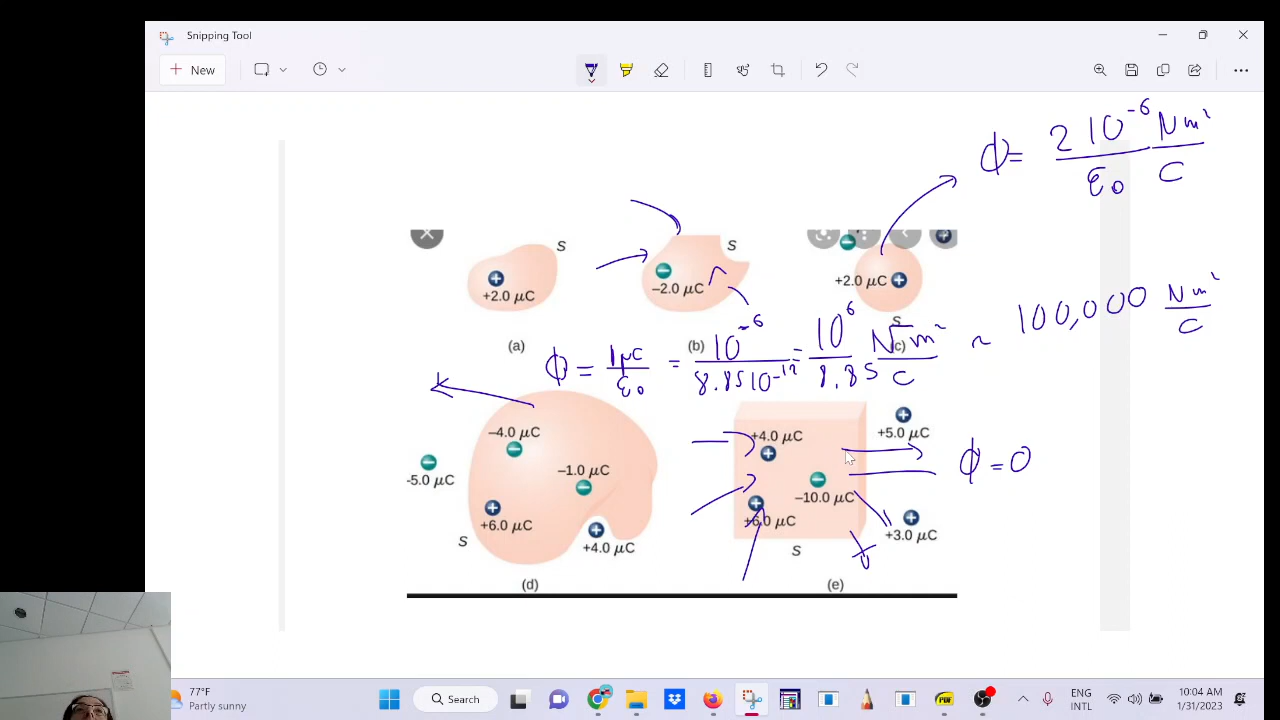 Snipping Tool
New
ϕ = 2 10⁻⁶ / ε₀ Nm² / C
S
+2.0 μC
(a)
S
−2.0 μC
(b)
+2.0 μC
S
(c)
ϕ = 1μC / ε₀ = 10⁻⁶ / 8.85 10⁻¹² = 10⁶ / 8.85 Nm² / C ~ 100,000 Nm² / C
−4.0 μC
-5.0 μC
−1.0 μC
+6.0 μC
+4.0 μC
S
(d)
+4.0 μC
+5.0 μC
−10.0 μC
+6.0 μC
+3.0 μC
S
(e)
ϕ = 0
77°F
Partly sunny
Search
ENG
INTL
10:04 AM
1/31/2023